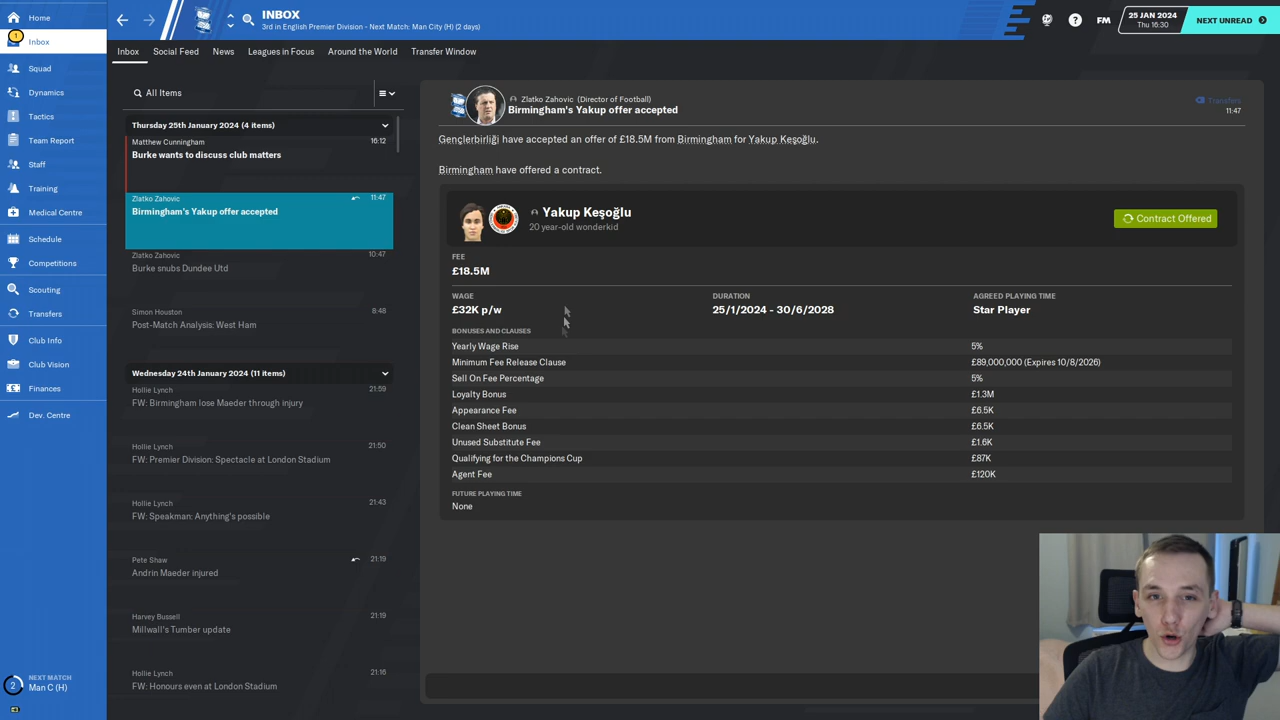 INBOX
3rd in English Premier Division - Next Match: Man City (H) (2 days)
FM
25 JAN 2024
Thu 16:30
NEXT UNREAD
Home
1
Inbox
Squad
Dynamics
Tactics
Team Report
Staff
Training
Medical Centre
Schedule
Competitions
Scouting
Transfers
Club Info
Club Vision
Finances
Dev. Centre
2
NEXT MATCH
Man C (H)
Inbox
Social Feed
News
Leagues in Focus
Around the World
Transfer Window
All Items
Thursday 25th January 2024 (4 items)
Matthew Cunningham 16:12
Burke wants to discuss club matters
Zlatko Zahovic 11:47
Birmingham's Yakup offer accepted
Zlatko Zahovic 10:47
Burke snubs Dundee Utd
Simon Houston 8:48
Post-Match Analysis: West Ham
Wednesday 24th January 2024 (11 items)
Hollie Lynch 21:59
FW: Birmingham lose Maeder through injury
Hollie Lynch 21:50
FW: Premier Division: Spectacle at London Stadium
Hollie Lynch 21:43
FW: Speakman: Anything's possible
Pete Shaw 21:19
Andrin Maeder injured
Harvey Bussell 21:19
Millwall's Tumber update
Hollie Lynch 21:16
FW: Honours even at London Stadium
Zlatko Zahovic (Director of Football)
Birmingham's Yakup offer accepted
Transfers
11:47
Gençlerbirliği have accepted an offer of £18.5M from Birmingham for Yakup Keşoğlu.
Birmingham have offered a contract.
Yakup Keşoğlu
20 year-old wonderkid
Contract Offered
FEE
£18.5M
WAGE
£32K p/w
DURATION
25/1/2024 - 30/6/2028
AGREED PLAYING TIME
Star Player
BONUSES AND CLAUSES
Yearly Wage Rise 5%
Minimum Fee Release Clause £89,000,000 (Expires 10/8/2026)
Sell On Fee Percentage 5%
Loyalty Bonus £1.3M
Appearance Fee £6.5K
Clean Sheet Bonus £6.5K
Unused Substitute Fee £1.6K
Qualifying for the Champions Cup £87K
Agent Fee £120K
FUTURE PLAYING TIME
None